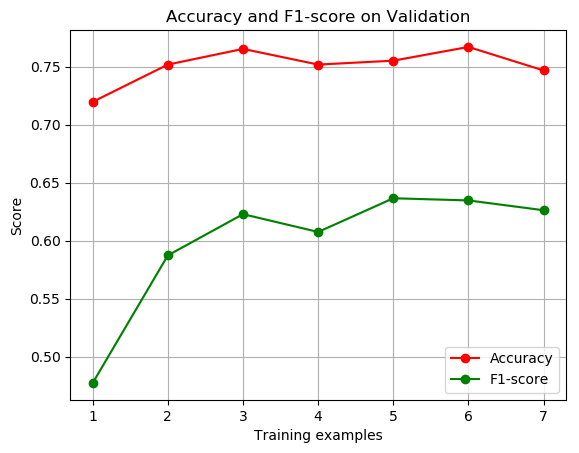 Accuracy and F1-score on Validation
0.75
0.70
0.65
0.60
0.55
0.50
Score
1 2 3 4 5 6 7
Training examples
Accuracy
F1-score